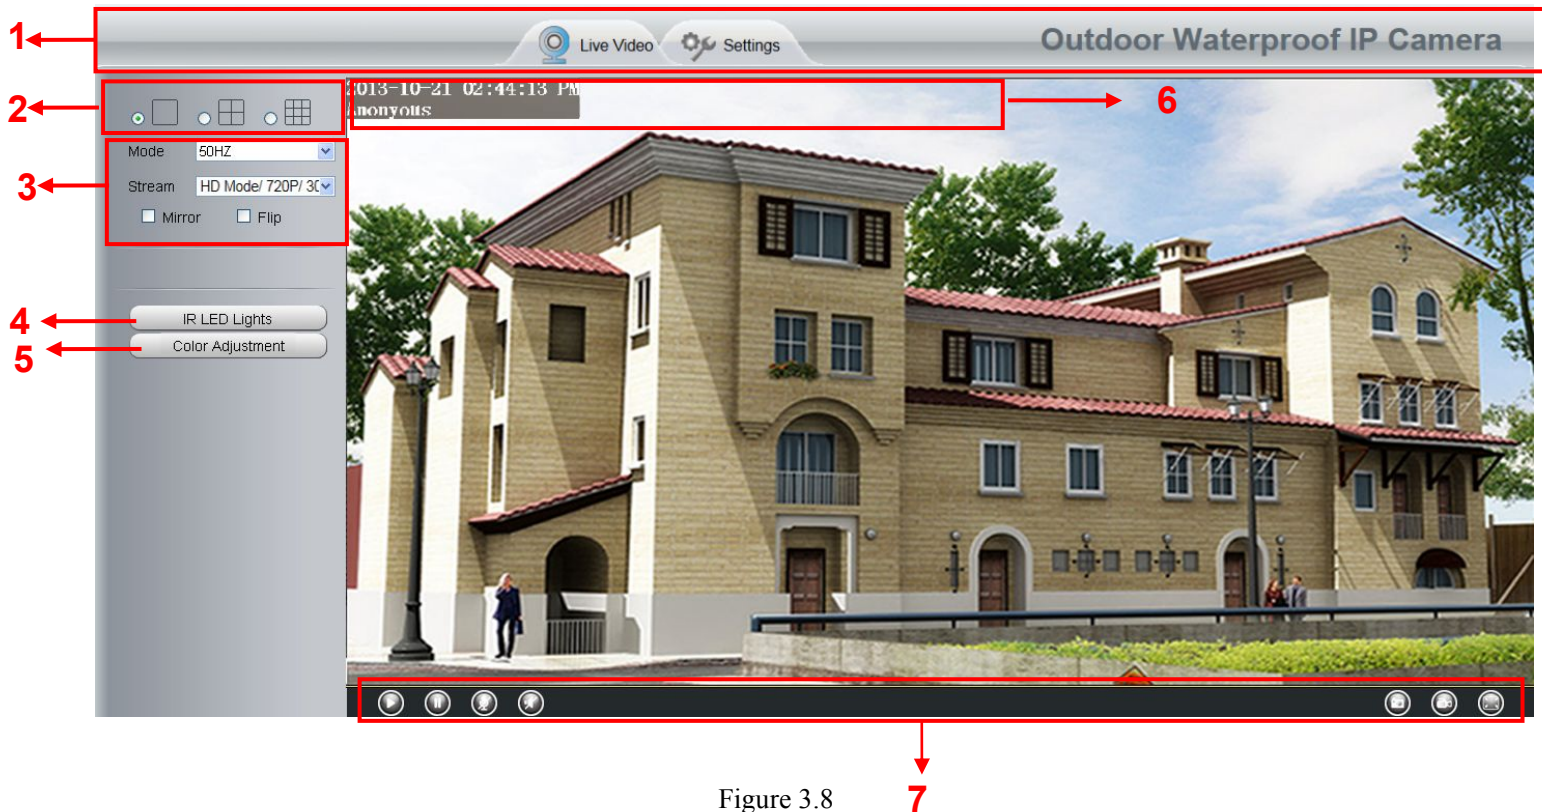 1
Live Video
Settings
Outdoor Waterproof IP Camera
2
2013-10-21 02:44:13 PM
Anonyous
6
3
Mode
50HZ
Stream
HD Mode/ 720P/ 30
Mirror
Flip
4
IR LED Lights
5
Color Adjustment
7
Figure 3.8